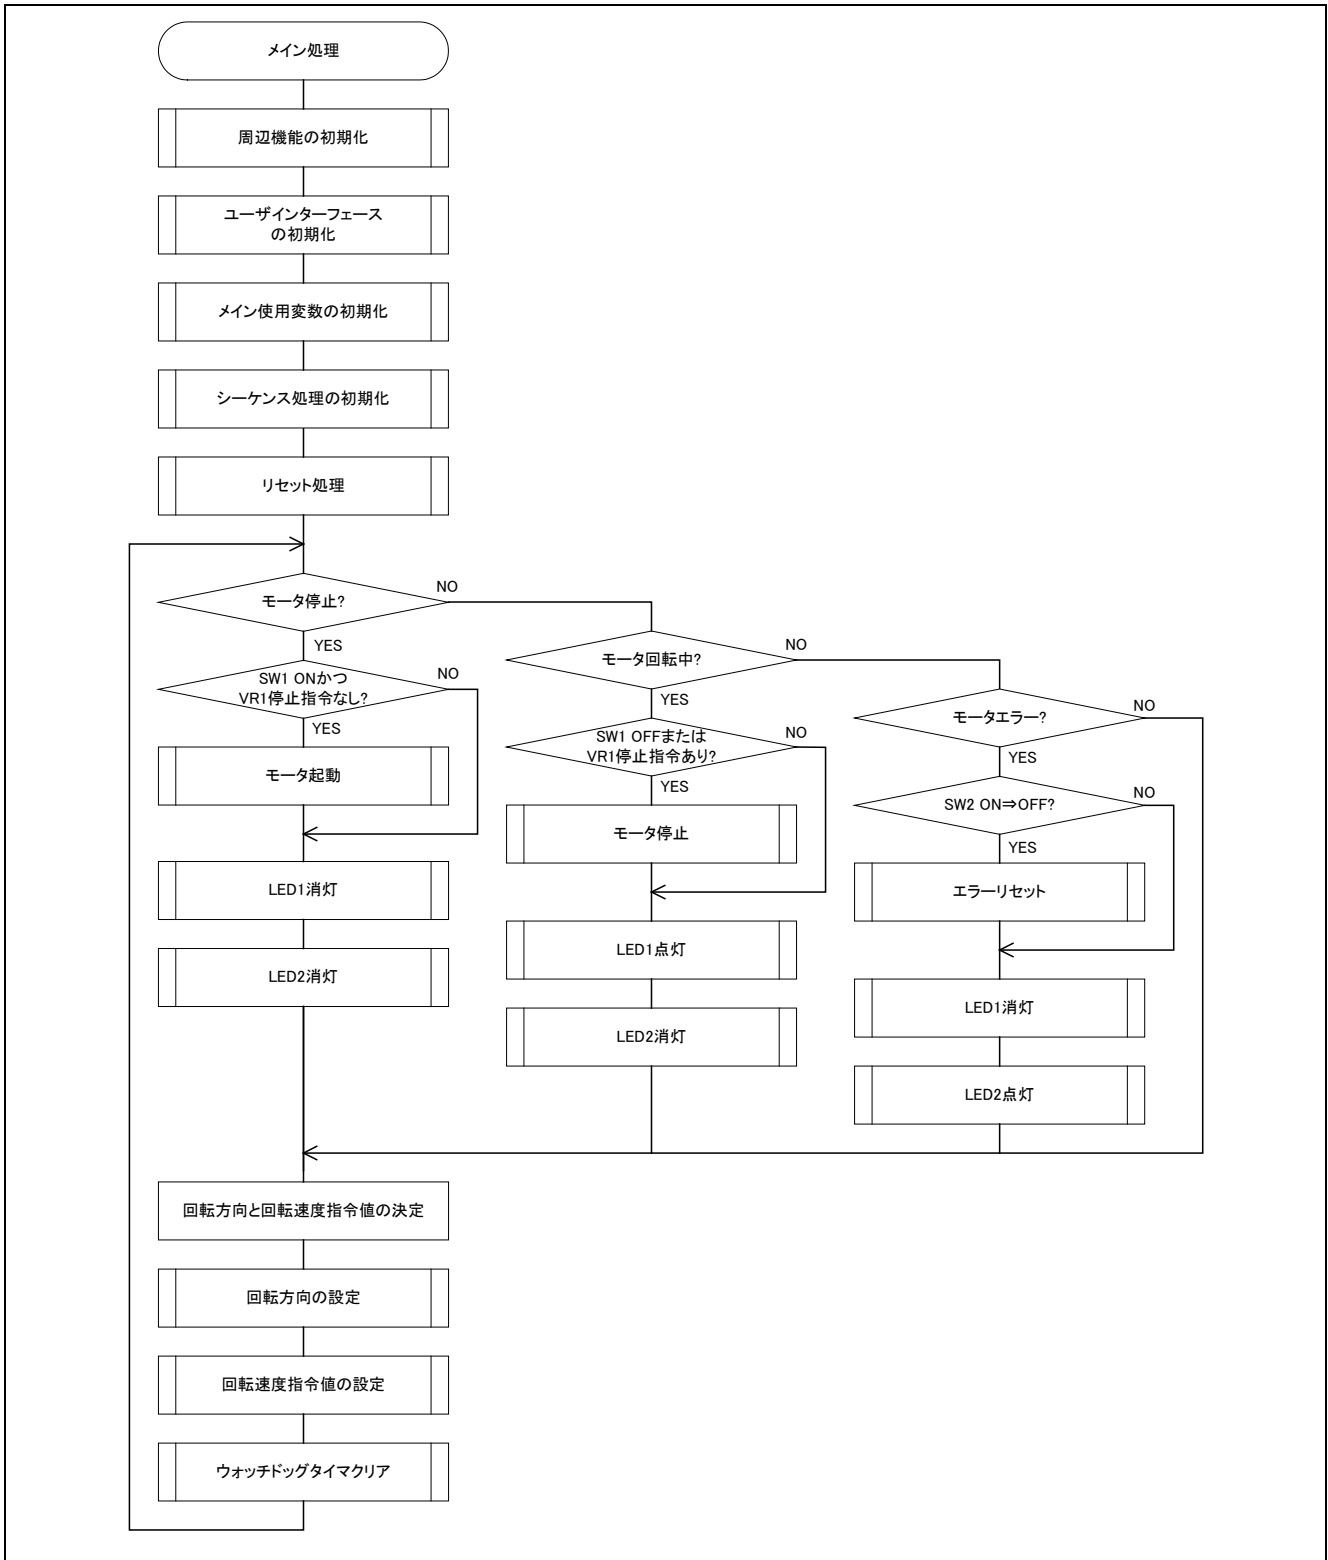 メイン処理
周辺機能の初期化
ユーザインターフェース
の初期化
メイン使用変数の初期化
シーケンス処理の初期化
リセット処理
モータ停止?
NO
YES
SW1 ONかつ
VR1停止指令なし?
NO
YES
モータ起動
LED1消灯
LED2消灯
モータ回転中?
NO
YES
SW1 OFFまたは
VR1停止指令あり?
NO
YES
モータ停止
LED1点灯
LED2消灯
モータエラー?
NO
YES
SW2 ON⇒OFF?
NO
YES
エラーリセット
LED1消灯
LED2点灯
回転方向と回転速度指令値の決定
回転方向の設定
回転速度指令値の設定
ウォッチドッグタイマクリア